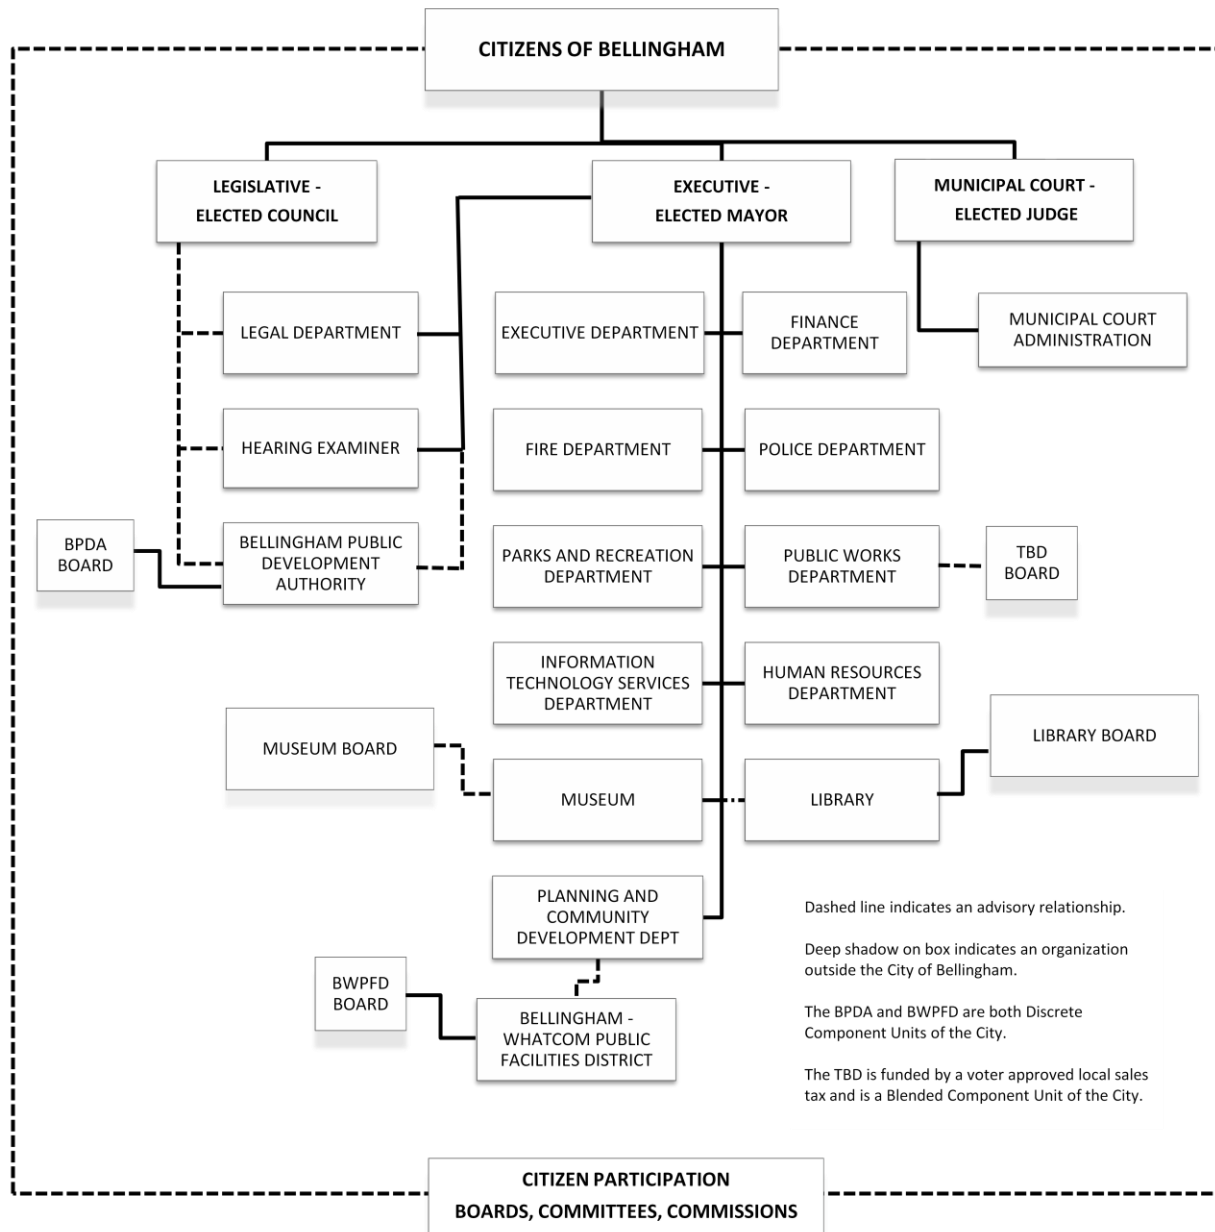 CITIZENS OF BELLINGHAM
LEGISLATIVE -
ELECTED COUNCIL
EXECUTIVE -
ELECTED MAYOR
MUNICIPAL COURT -
ELECTED JUDGE
LEGAL DEPARTMENT
EXECUTIVE DEPARTMENT
FINANCE
DEPARTMENT
MUNICIPAL COURT
ADMINISTRATION
HEARING EXAMINER
FIRE DEPARTMENT
POLICE DEPARTMENT
BPDA
BOARD
BELLINGHAM PUBLIC
DEVELOPMENT
AUTHORITY
PARKS AND RECREATION
DEPARTMENT
PUBLIC WORKS
DEPARTMENT
TBD
BOARD
INFORMATION
TECHNOLOGY SERVICES
DEPARTMENT
HUMAN RESOURCES
DEPARTMENT
MUSEUM BOARD
LIBRARY BOARD
MUSEUM
LIBRARY
PLANNING AND
COMMUNITY
DEVELOPMENT DEPT
BWPFD
BOARD
BELLINGHAM -
WHATCOM PUBLIC
FACILITIES DISTRICT
Dashed line indicates an advisory relationship.
Deep shadow on box indicates an organization
outside the City of Bellingham.
The BPDA and BWPFD are both Discrete
Component Units of the City.
The TBD is funded by a voter approved local sales
tax and is a Blended Component Unit of the City.
CITIZEN PARTICIPATION
BOARDS, COMMITTEES, COMMISSIONS